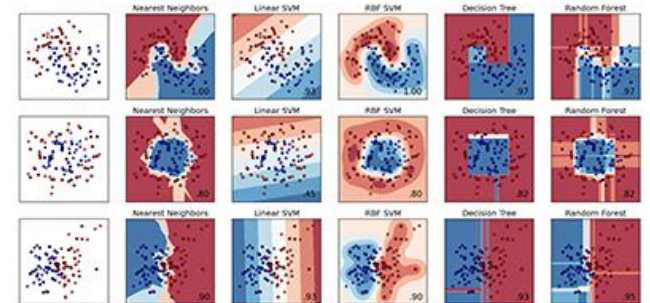 Nearest Neighbors Linear SVM RBF SVM Decision Tree Random Forest
1.00 .93 1.00 .97 .97
Nearest Neighbors Linear SVM RBF SVM Decision Tree Random Forest
.80 .45 .80 .82 .82
Nearest Neighbors Linear SVM RBF SVM Decision Tree Random Forest
.90 .93 .90 .93 .95